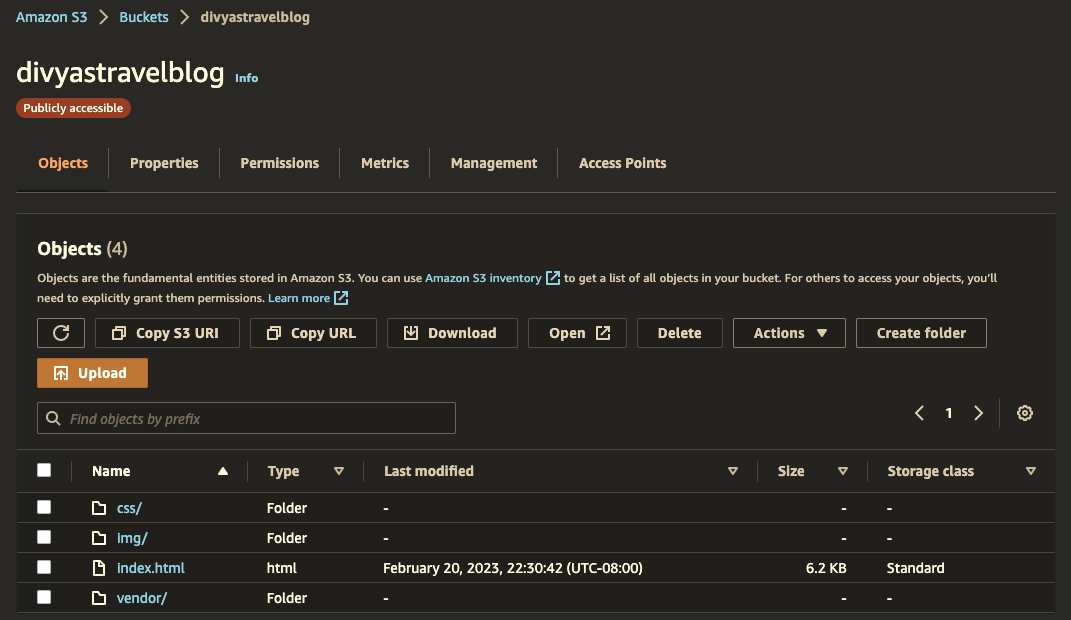 Amazon S3 > Buckets > divyastravelblog
divyastravelblog Info
Publicly accessible
Objects Properties Permissions Metrics Management Access Points
Objects (4)
Objects are the fundamental entities stored in Amazon S3. You can use Amazon S3 inventory to get a list of all objects in your bucket. For others to access your objects, you'll
need to explicitly grant them permissions. Learn more
Copy S3 URI Copy URL Download Open Delete Actions Create folder
Upload
Find objects by prefix 1
Name Type Last modified Size Storage class
css/ Folder - - -
img/ Folder - - -
index.html html February 20, 2023, 22:30:42 (UTC-08:00) 6.2 KB Standard
vendor/ Folder - - -